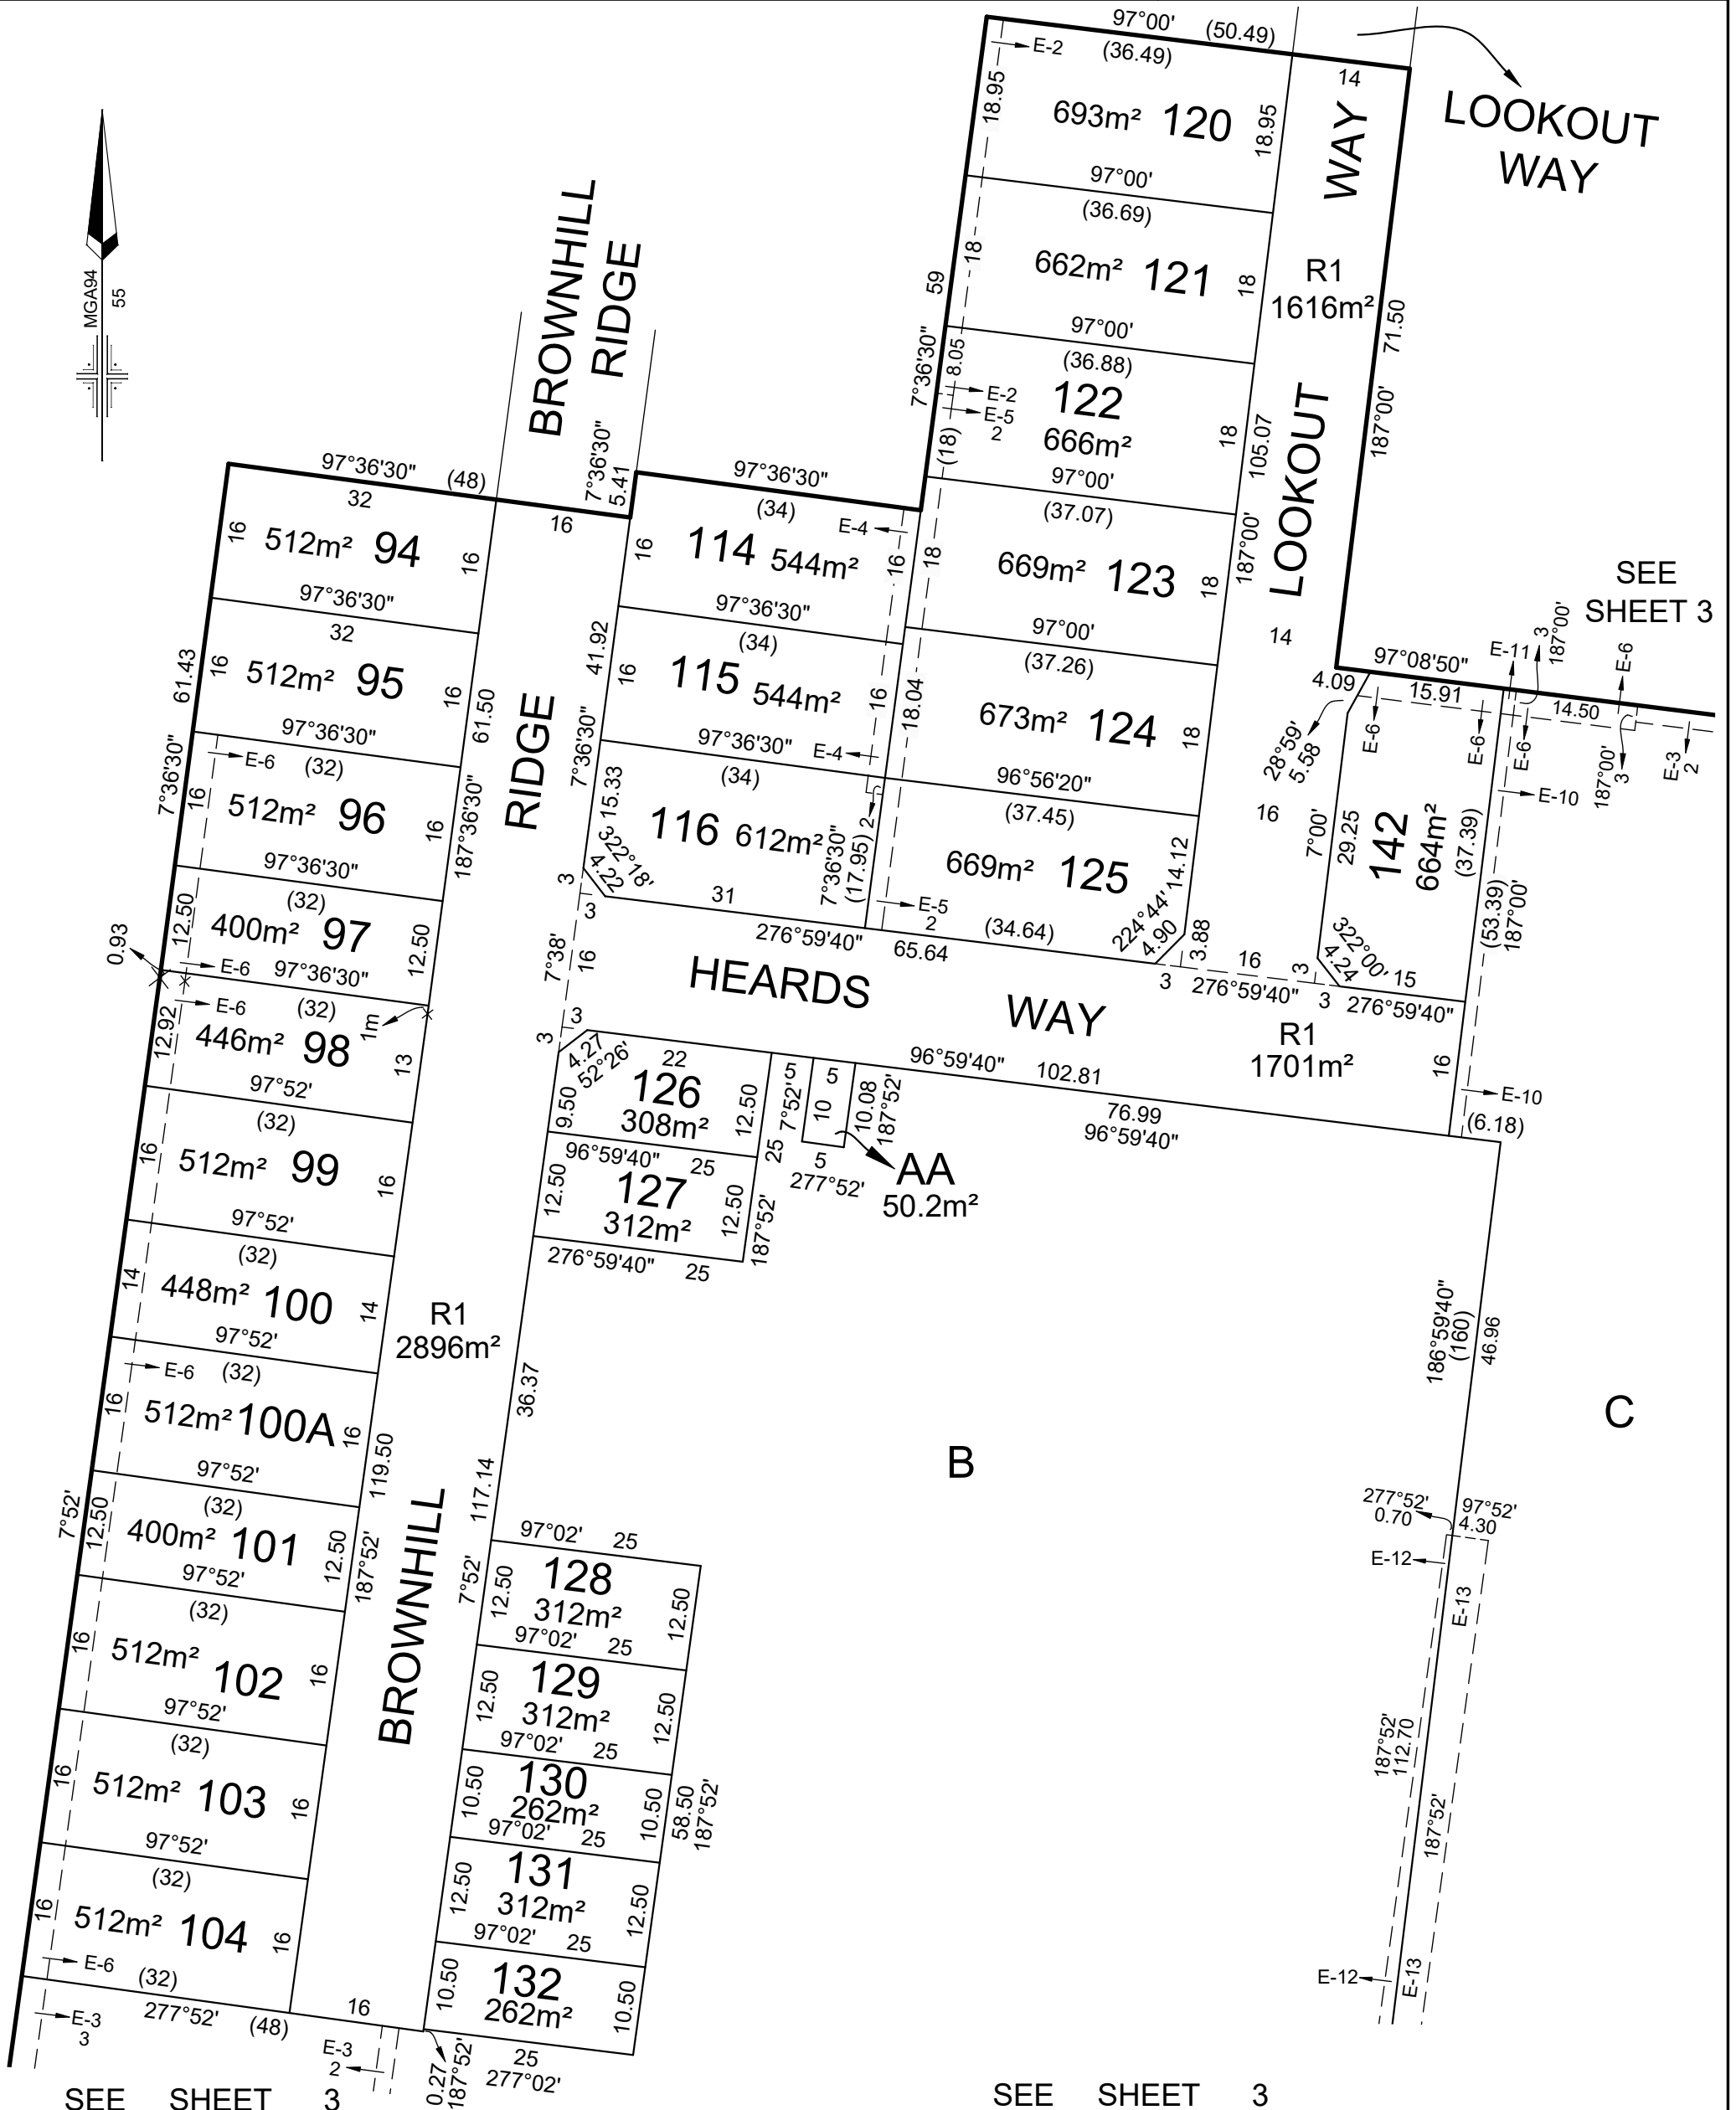 97°00' (50.49)
E-2 (36.49)
14
18.95
693m² 120
18.95
WAY
LOOKOUT
WAY
97°00'
(36.69)
18
662m² 121
18
R1
1616m²
59
71.50
187°00'
97°00'
(36.88)
8.05
7°36'30"
E-2
E-5
2
122
666m²
(18)
18
105.07
LOOKOUT
97°00'
(37.07)
18
669m² 123
18
187°00'
14
97°00'
(37.26)
18.04
673m² 124
18
96°56'20"
(37.45)
16
669m² 125
14.12
E-5
2
(34.64)
224°44'
4.90
3.88
MGA94
55
BROWNHILL
RIDGE
97°36'30" (48)
32
16
7°36'30"
5.41
97°36'30"
(34)
E-4
16
512m² 94
16
16
114 544m²
16
97°36'30"
32
97°36'30"
(34)
61.43
16
512m² 95
16
61.50
RIDGE
41.92
16
115 544m²
16
97°36'30"
E-6 (32)
7°36'30"
16
512m² 96
16
187°36'30"
7°36'30"
97°36'30" E-4
(34)
15.33
116 612m²
2
7°36'30"
(17.95)
322°18'
4.22
31
3
3
97°36'30"
(32)
12.50
400m² 97
12.50
0.93
E-6 97°36'30"
E-6 (32)
12.92
446m² 98
1m
13
7°38'
16
276°59'40"
65.64
HEARDS WAY
3
276°59'40"
16
3
3
SEE
SHEET 3
97°08'50"
E-11
3
187°00'
E-6
4.09
15.91
14.50
28°59'
5.58
E-6
E-6
E-6
187°00'
3
E-3
2
E-10
7°00'
29.25
142
664m²
(37.39)
(53.39)
187°00'
322°00'
4.24
15
276°59'40"
R1
1701m²
16
E-10
(6.18)
96°59'40"
102.81
76.99
96°59'40"
97°52'
(32)
16
512m² 99
16
3
3
4.27
52°26'
22
126
308m²
9.50
12.50
5
5
7°52'
10
10.08
187°52'
5
277°52'
AA
50.2m²
96°59'40" 25
25
127
312m²
12.50
12.50
187°52'
276°59'40" 25
97°52'
(32)
14
448m² 100
14
R1
2896m²
97°52'
E-6 (32)
16
512m² 100A
16
119.50
36.37
97°52'
(32)
7°52'
12.50
400m² 101
12.50
187°52'
BROWNHILL
117.14
7°52'
97°52'
(32)
16
512m² 102
16
97°52'
(32)
16
512m² 103
16
97°52'
(32)
16
512m² 104
16
E-6 (32)
E-3
3
277°52' (48)
16
E-3
2
97°02' 25
128
312m²
12.50
12.50
97°02' 25
129
312m²
12.50
12.50
97°02' 25
130
262m²
10.50
10.50
58.50
187°52'
97°02' 25
131
312m²
12.50
12.50
97°02' 25
132
262m²
10.50
10.50
0.27
187°52'
25
277°02'
186°59'40"
(160)
46.96
B
C
277°52'
0.70
97°52'
4.30
E-12
E-13
187°52'
112.70
187°52'
E-12
E-13
SEE SHEET 3
SEE SHEET 3